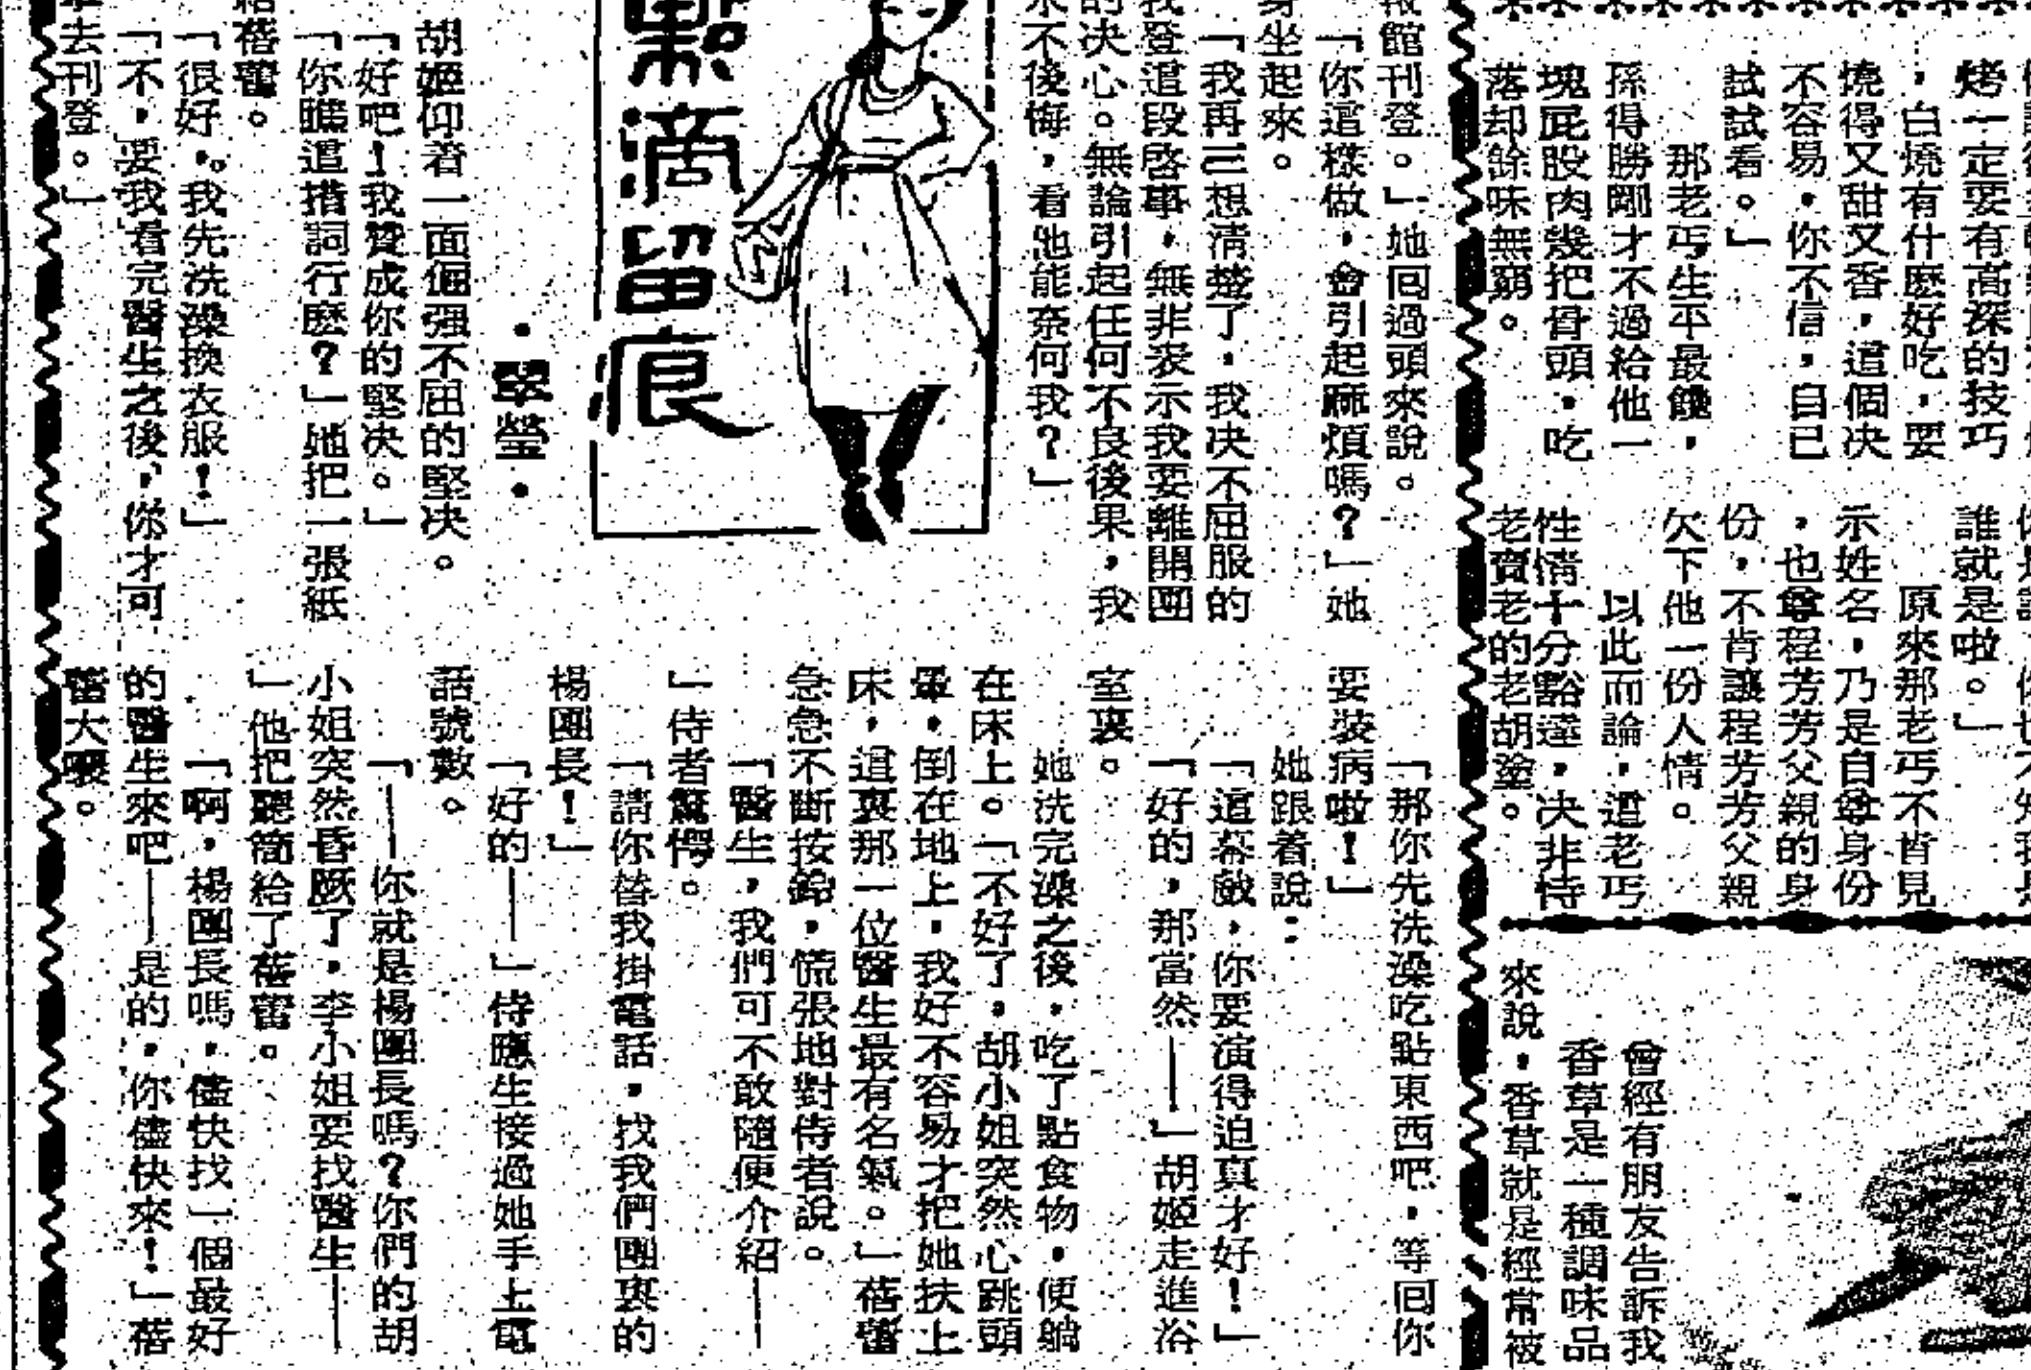 烤一定要有高深的技巧
，白燒有什麽好吃，要
燒得又甜又香，這個决
不容易，你不信，自已
試試看。」
那老丐生平最饞，
孫得勝剛才不過給他一
塊屁股肉幾把骨頭，吃
落却餘味無窮。
誰就是啦。」
原來那老丐不肯見
示姓名，乃是自尊身份
，也尊程芳芳父親的身
份，不肯讓程芳芳父親
欠下他一份人情。
以此而論，這老丐
性情十分豁達，决非恃
老賣老的老胡塗。
曾經有朋友告訴我
香草是一種調味品
來說，香草就是經常被
滴留痕
·翠瑩·
報館刊登。」她回過頭來說。
「你這樣做，會引起麻煩嗎？」她
身坐起來。
「我再三想淸楚了，我决不屈服的
我登這段啓事，無非表示我要離開團
的决心。無論引起任何不良後果，我
永不後悔，看他能奈何我？」
胡姬仰着一面倔强不屈的堅决。
「好吧！我贊成你的堅决。」
「你瞧這措詞行麽？」她把一張紙
給蓓蕾。
「很好。我先洗澡換衣服！」
「不，要我看完醫生之後，你才可
去刊登。」
「那你先洗澡吃點東西吧，等回你
要裝病啦！」
她跟着說：
「這幕戲，你要演得迫真才好！」
「好的，那當然——」胡姬走進浴
室裏。
她洗完澡之後，吃了點食物，便躺
在床上。「不好了，胡小姐突然心跳頭
暈，倒在地上，我好不容易才把她扶上
床，這裏那一位醫生最有名氣。」蓓蕾
急急不斷按鈴，慌張地對侍者說。
「醫生，我們可不敢隨便介紹——
」侍者驚愕。
「請你替我掛電話，找我們團裏的
楊團長！」
「好的——」侍應生接過她手上電
話號數。
「——你就是楊團長嗎？你們的胡
小姐突然昏厥了，李小姐要找醫生——
」他把聽筒給了蓓蕾。
「啊，楊團長嗎，儘快找一個最好
的醫生來吧——是的，你儘快來！」蓓
蕾大嚷。